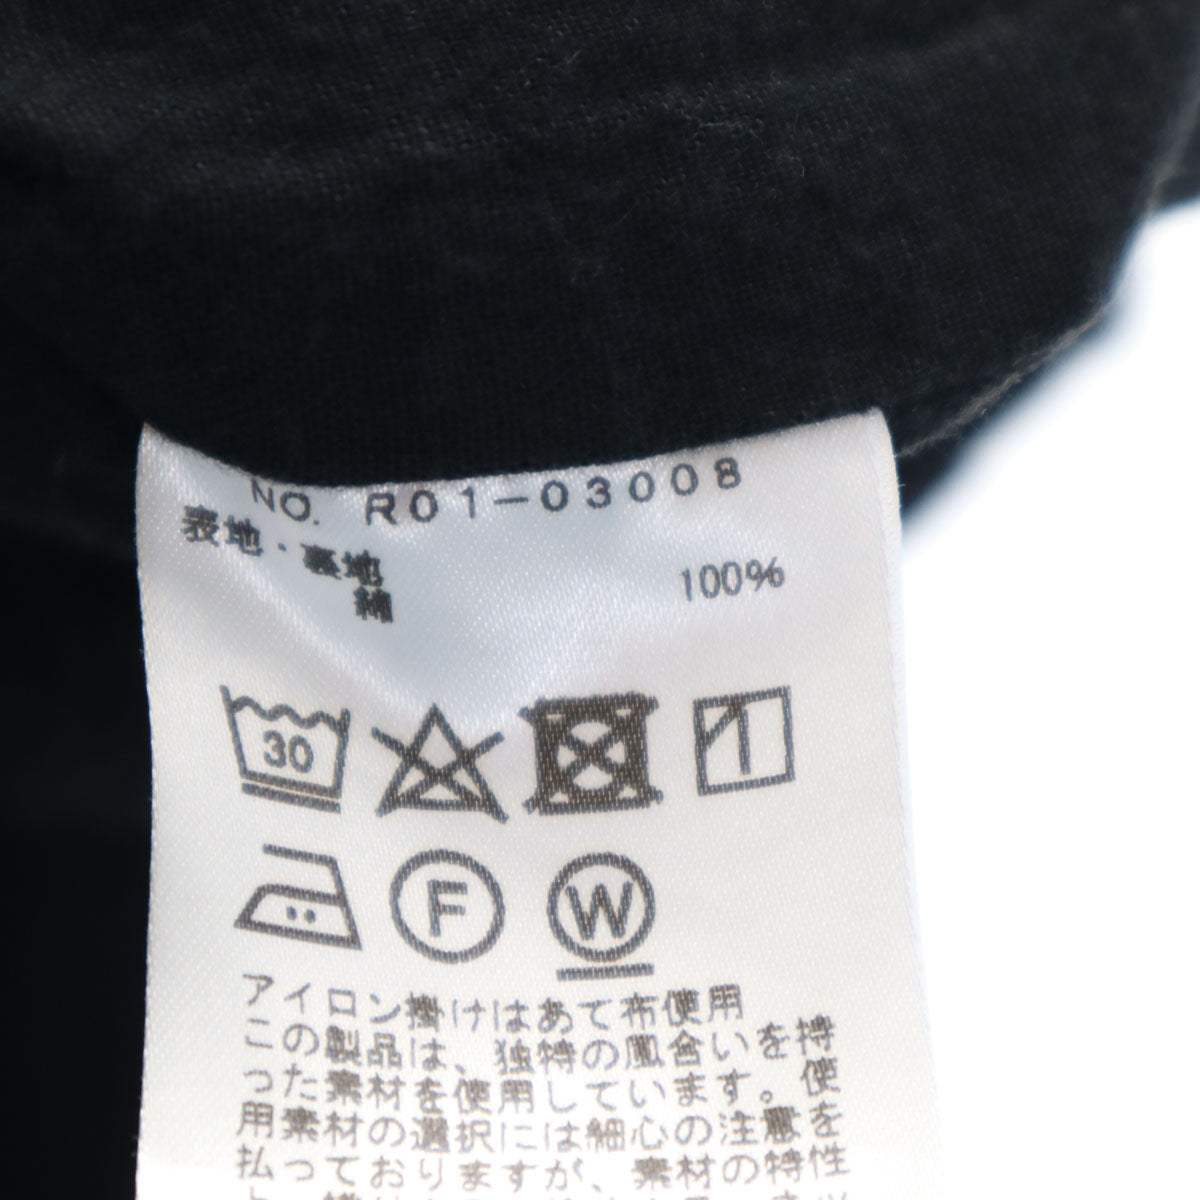 NO. R01-03008
表地・裏地
綿 100%
30
F
W
アイロン掛けはあて布使用
この製品は、独特の風合いを持
った素材を使用しています。使
用素材の選択には細心の注意を
払っておりますが、素材の特性